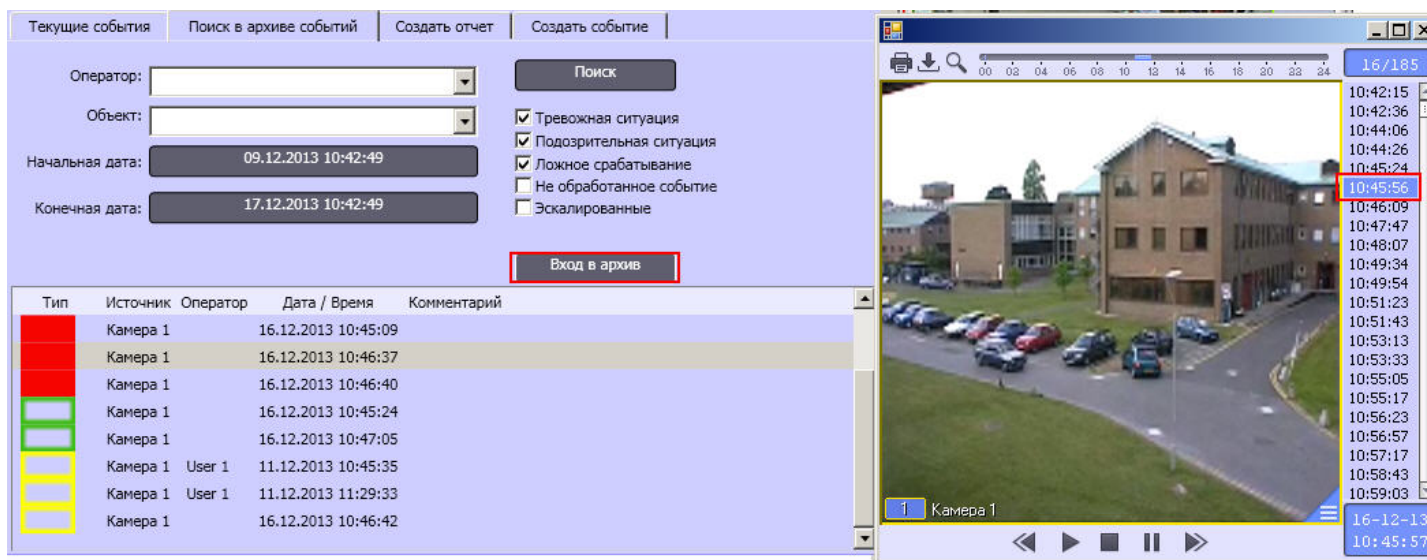 Текущие события Поиск в архиве событий Создать отчет Создать событие
Оператор:
Объект:
Начальная дата: 09.12.2013 10:42:49
Конечная дата: 17.12.2013 10:42:49
Поиск
Тревожная ситуация
Подозрительная ситуация
Ложное срабатывание
Не обработанное событие
Эскалированные
Вход в архив
Тип Источник Оператор Дата / Время Комментарий
Камера 1 16.12.2013 10:45:09
Камера 1 16.12.2013 10:46:37
Камера 1 16.12.2013 10:46:40
Камера 1 16.12.2013 10:45:24
Камера 1 16.12.2013 10:47:05
Камера 1 User 1 11.12.2013 10:45:35
Камера 1 User 1 11.12.2013 11:29:33
Камера 1 16.12.2013 10:46:42
00 02 04 06 08 10 12 14 16 18 20 22 24
16/185
10:42:15
10:42:36
10:44:06
10:44:26
10:45:24
10:45:56
10:46:09
10:47:47
10:48:07
10:49:34
10:49:54
10:51:23
10:51:43
10:53:13
10:53:33
10:55:05
10:55:17
10:56:23
10:56:57
10:57:17
10:58:43
10:59:03
1 Камера 1
16-12-13
10:45:57